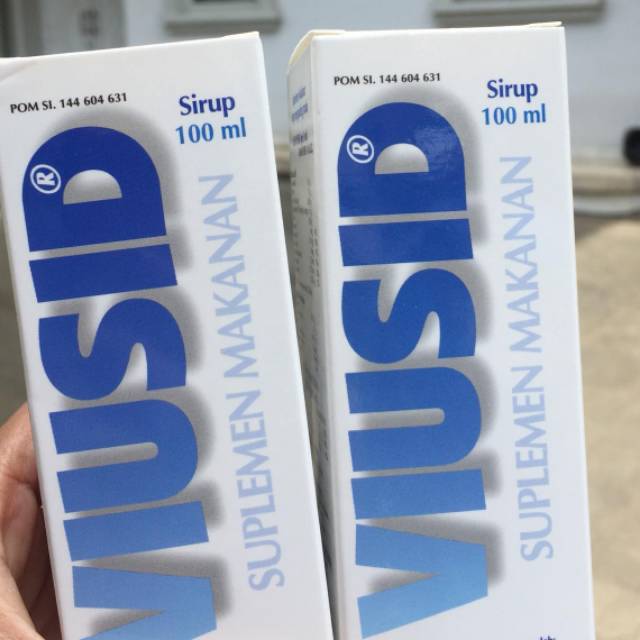 POM SI. 144 604 631
Sirup
100 ml
VIUSID®
SUPLEMEN MAKANAN
POM SI. 144 604 631
Sirup
100 ml
VIUSID®
SUPLEMEN MAKANAN